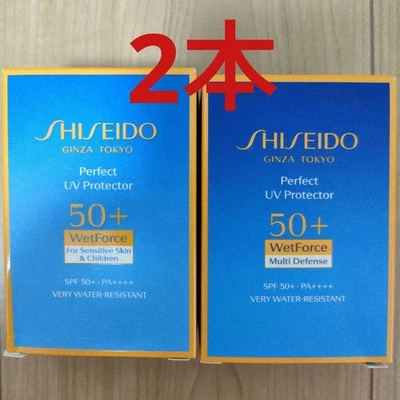 2本
SHISEIDO
GINZA TOKYO
Perfect
UV Protector
50+
WetForce
For Sensitive Skin
& Children
SPF 50+・PA++++
VERY WATER-RESISTANT
SHISEIDO
GINZA TOKYO
Perfect
UV Protector
50+
WetForce
Multi Defense
SPF 50+・PA++++
VERY WATER-RESISTANT